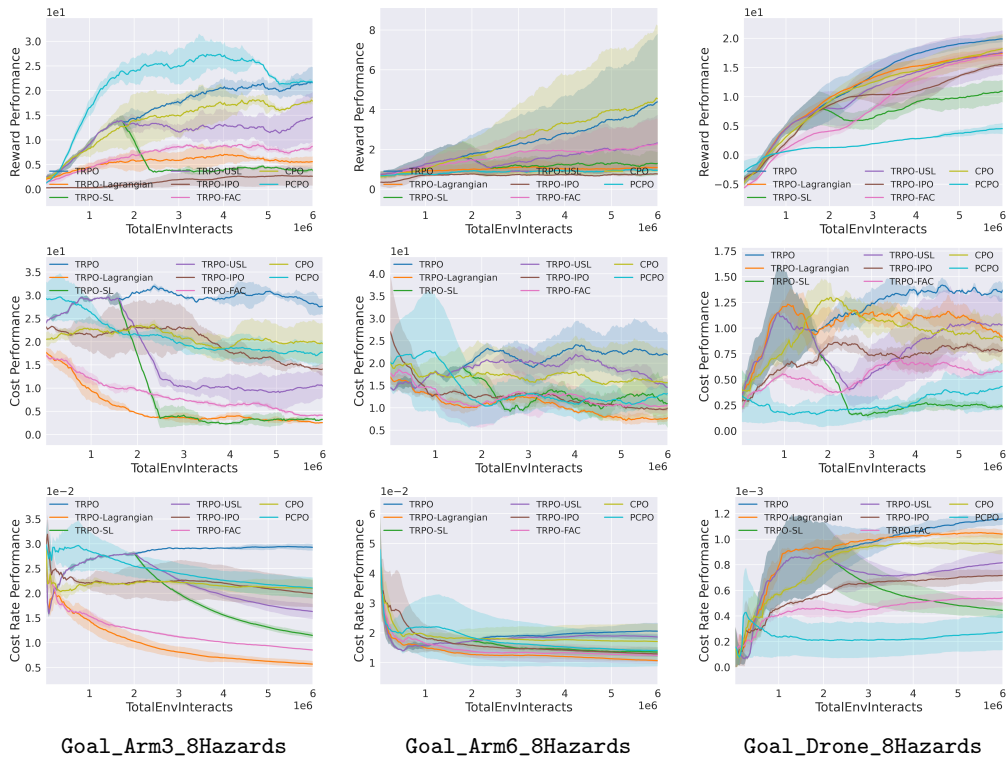 1e1
Reward Performance
3.0
2.5
2.0
1.5
1.0
0.5
0.0
TRPO
TRPO-Lagrangian
TRPO-SL
TRPO-USL
TRPO-IPO
TRPO-FAC
CPO
PCPO
1 2 3 4 5 6
TotalEnvInteracts
1e6
Reward Performance
8
6
4
2
0
TRPO
TRPO-Lagrangian
TRPO-SL
TRPO-USL
TRPO-IPO
TRPO-FAC
CPO
PCPO
1 2 3 4 5 6
TotalEnvInteracts
1e6
1e1
Reward Performance
2.0
1.5
1.0
0.5
0.0
−0.5
TRPO
TRPO-Lagrangian
TRPO-SL
TRPO-USL
TRPO-IPO
TRPO-FAC
CPO
PCPO
1 2 3 4 5 6
TotalEnvInteracts
1e6
1e1
Cost Performance
3.5
3.0
2.5
2.0
1.5
1.0
0.5
0.0
TRPO
TRPO-Lagrangian
TRPO-SL
TRPO-USL
TRPO-IPO
TRPO-FAC
CPO
PCPO
1 2 3 4 5 6
TotalEnvInteracts
1e6
1e1
Cost Performance
4.0
3.5
3.0
2.5
2.0
1.5
1.0
0.5
TRPO
TRPO-Lagrangian
TRPO-SL
TRPO-USL
TRPO-IPO
TRPO-FAC
CPO
PCPO
1 2 3 4 5 6
TotalEnvInteracts
1e6
Cost Performance
1.75
1.50
1.25
1.00
0.75
0.50
0.25
0.00
TRPO
TRPO-Lagrangian
TRPO-SL
TRPO-USL
TRPO-IPO
TRPO-FAC
CPO
PCPO
1 2 3 4 5 6
TotalEnvInteracts
1e6
1e−2
Cost Rate Performance
3.5
3.0
2.5
2.0
1.5
1.0
0.5
TRPO
TRPO-Lagrangian
TRPO-SL
TRPO-USL
TRPO-IPO
TRPO-FAC
CPO
PCPO
1 2 3 4 5 6
TotalEnvInteracts
1e6
1e−2
Cost Rate Performance
6
5
4
3
2
1
TRPO
TRPO-Lagrangian
TRPO-SL
TRPO-USL
TRPO-IPO
TRPO-FAC
CPO
PCPO
1 2 3 4 5 6
TotalEnvInteracts
1e6
1e−3
Cost Rate Performance
1.2
1.0
0.8
0.6
0.4
0.2
0.0
TRPO
TRPO-Lagrangian
TRPO-SL
TRPO-USL
TRPO-IPO
TRPO-FAC
CPO
PCPO
1 2 3 4 5 6
TotalEnvInteracts
1e6
Goal_Arm3_8Hazards
Goal_Arm6_8Hazards
Goal_Drone_8Hazards